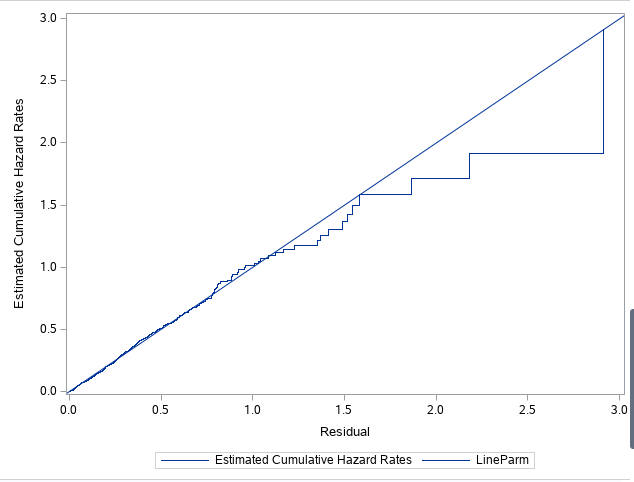 3.0
2.5
2.0
1.5
1.0
0.5
0.0
Estimated Cumulative Hazard Rates
0.0 0.5 1.0 1.5 2.0 2.5 3.0
Residual
Estimated Cumulative Hazard Rates LineParm